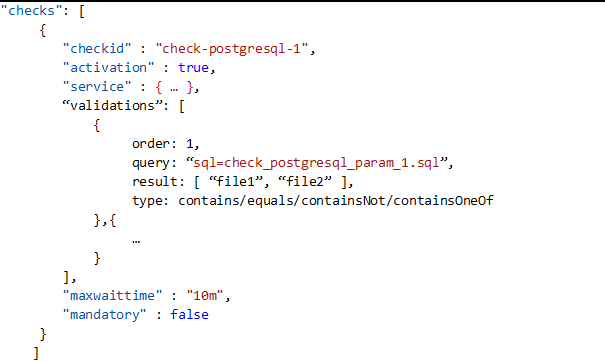 "checks": [
{
"checkid" : "check-postgresql-1",
"activation" : true,
"service" : { … },
“validations”: [
{
order: 1,
query: “sql=check_postgresql_param_1.sql”,
result: [ “file1”, “file2” ],
type: contains/equals/containsNot/containsOneOf
},{
…
}
],
"maxwaittime" : "10m",
"mandatory" : false
}
]